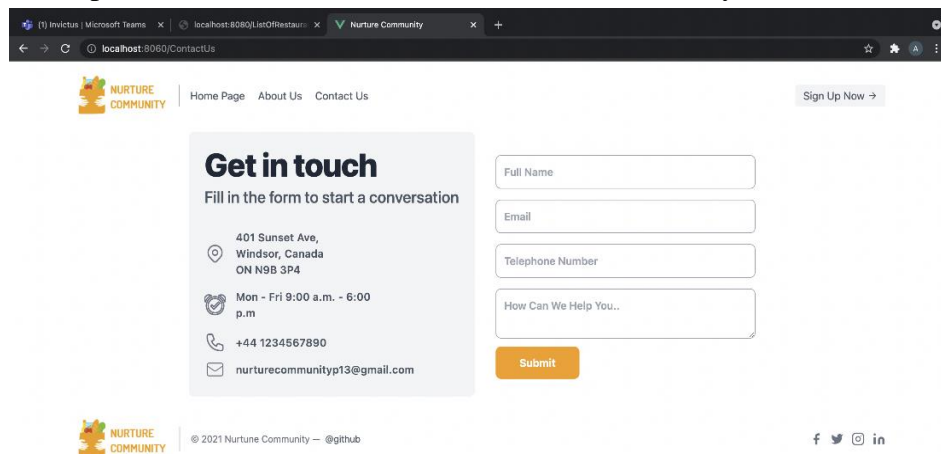 (1) Invictus | Microsoft Teams
localhost:8080/ListOfRestaura
Nurture Community
localhost:8060/ContactUs
A
NURTURE
COMMUNITY
Home Page About Us Contact Us
Sign Up Now →
Get in touch
Fill in the form to start a conversation
401 Sunset Ave,
Windsor, Canada
ON N9B 3P4
Mon - Fri 9:00 a.m. - 6:00
p.m
+44 1234567890
nurturecommunityp13@gmail.com
Full Name
Email
Telephone Number
How Can We Help You..
Submit
NURTURE
COMMUNITY
© 2021 Nurtune Community — @github